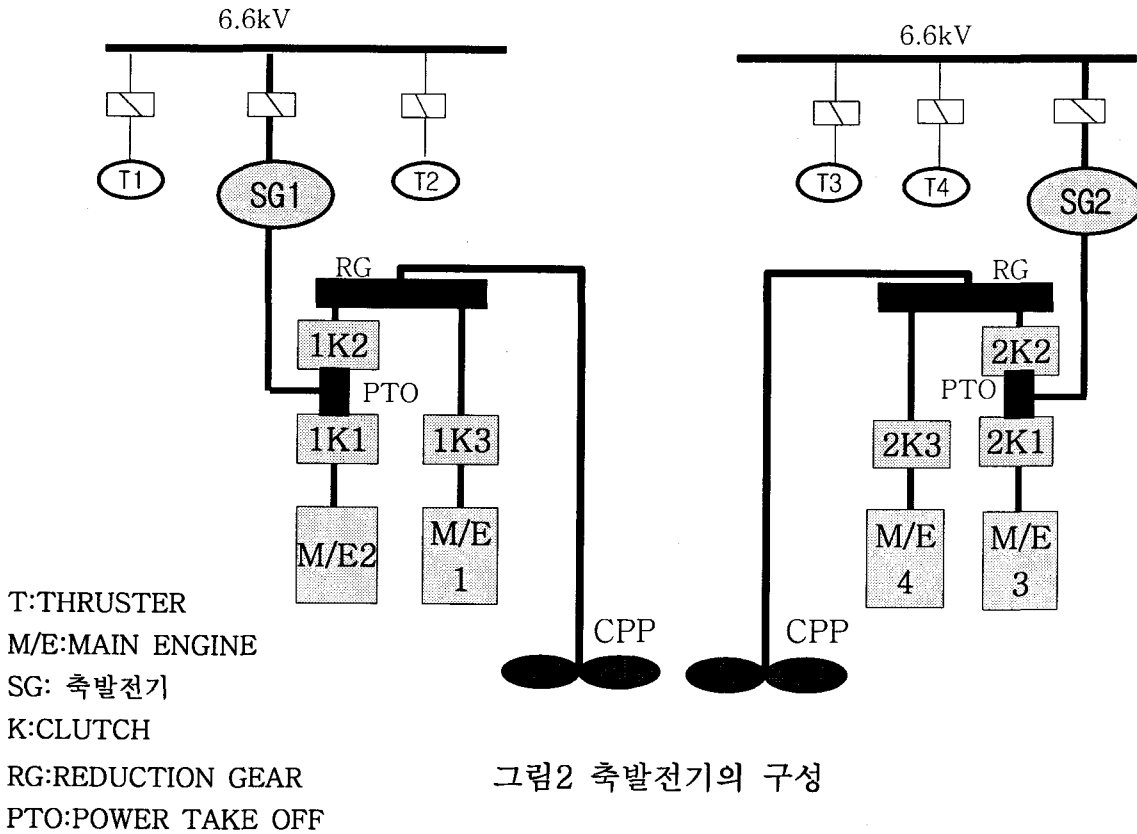 6.6kV
T1
SG1
T2
RG
1K2
PTO
1K1
1K3
M/E2
M/E
1
CPP
6.6kV
T3
T4
SG2
RG
2K2
PTO
2K3
2K1
M/E
4
M/E
3
CPP
T:THRUSTER
M/E:MAIN ENGINE
SG: 축발전기
K:CLUTCH
RG:REDUCTION GEAR
PTO:POWER TAKE OFF
그림2 축발전기의 구성